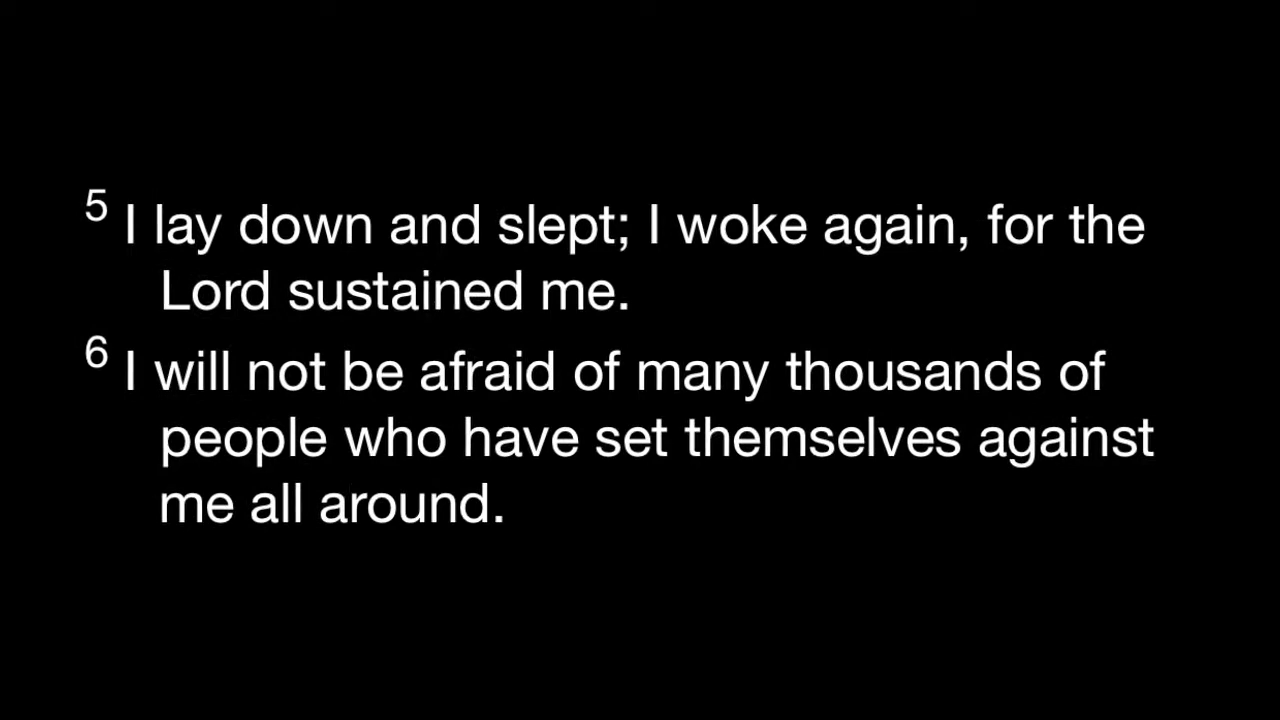 5 I lay down and slept; I woke again, for the
Lord sustained me.
6 I will not be afraid of many thousands of
people who have set themselves against
me all around.